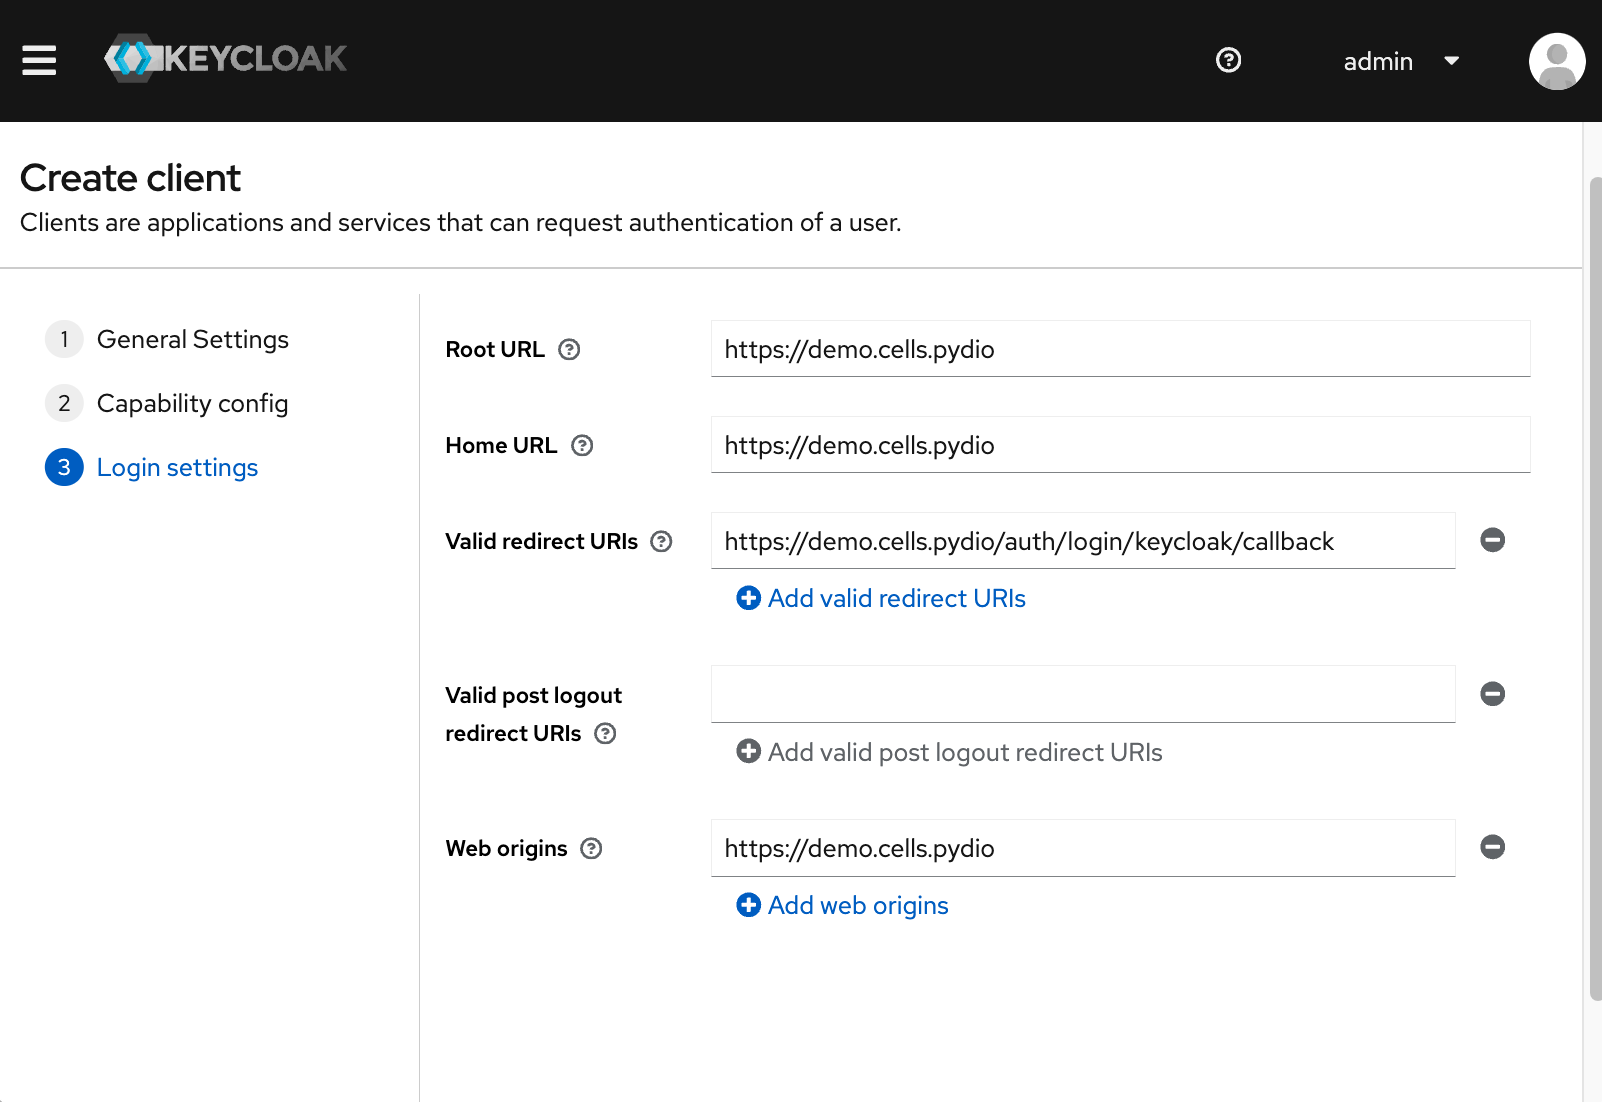 KEYCLOAK
admin
Create client
Clients are applications and services that can request authentication of a user.
1 General Settings
2 Capability config
3 Login settings
Root URL
https://demo.cells.pydio
Home URL
https://demo.cells.pydio
Valid redirect URIs
https://demo.cells.pydio/auth/login/keycloak/callback
Add valid redirect URIs
Valid post logout
redirect URIs
Add valid post logout redirect URIs
Web origins
https://demo.cells.pydio
Add web origins